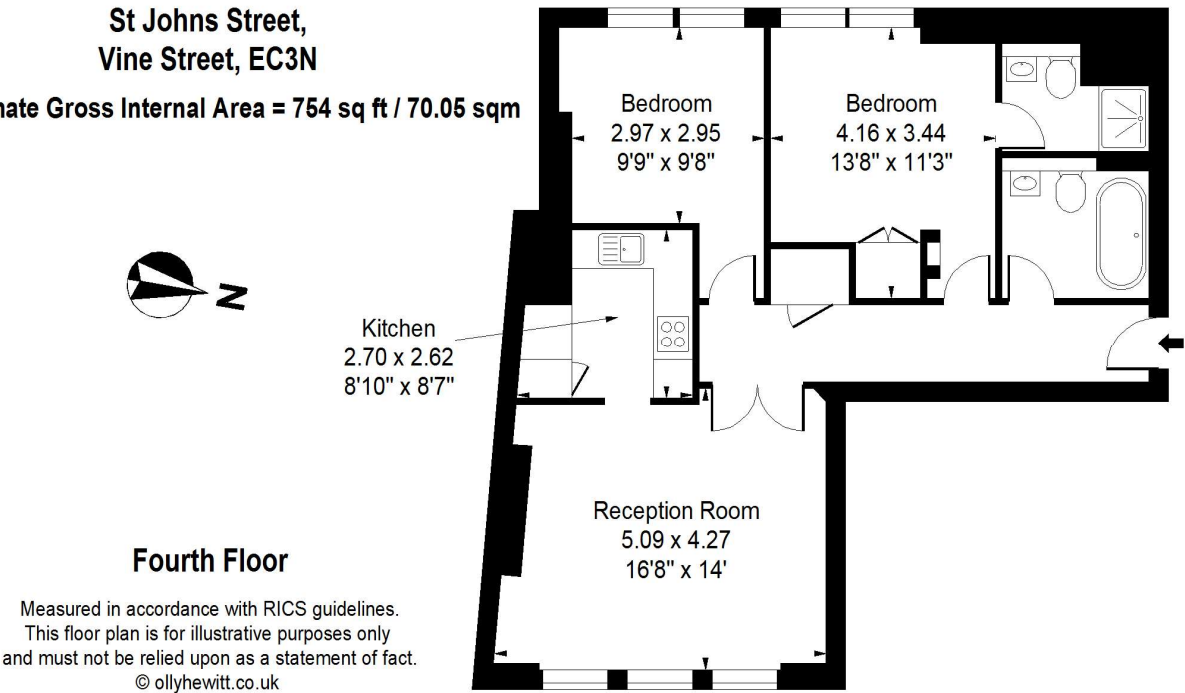 St Johns Street,
Vine Street, EC3N
Gross Internal Area = 754 sq ft / 70.05 sqm
Bedroom
2.97 x 2.95
9'9" x 9'8"
Bedroom
4.16 x 3.44
13'8" x 11'3"
N
Kitchen
2.70 x 2.62
8'10" x 8'7"
Reception Room
5.09 x 4.27
16'8" x 14'
Fourth Floor
Measured in accordance with RICS guidelines.
This floor plan is for illustrative purposes only
and must not be relied upon as a statement of fact.
© ollyhewitt.co.uk